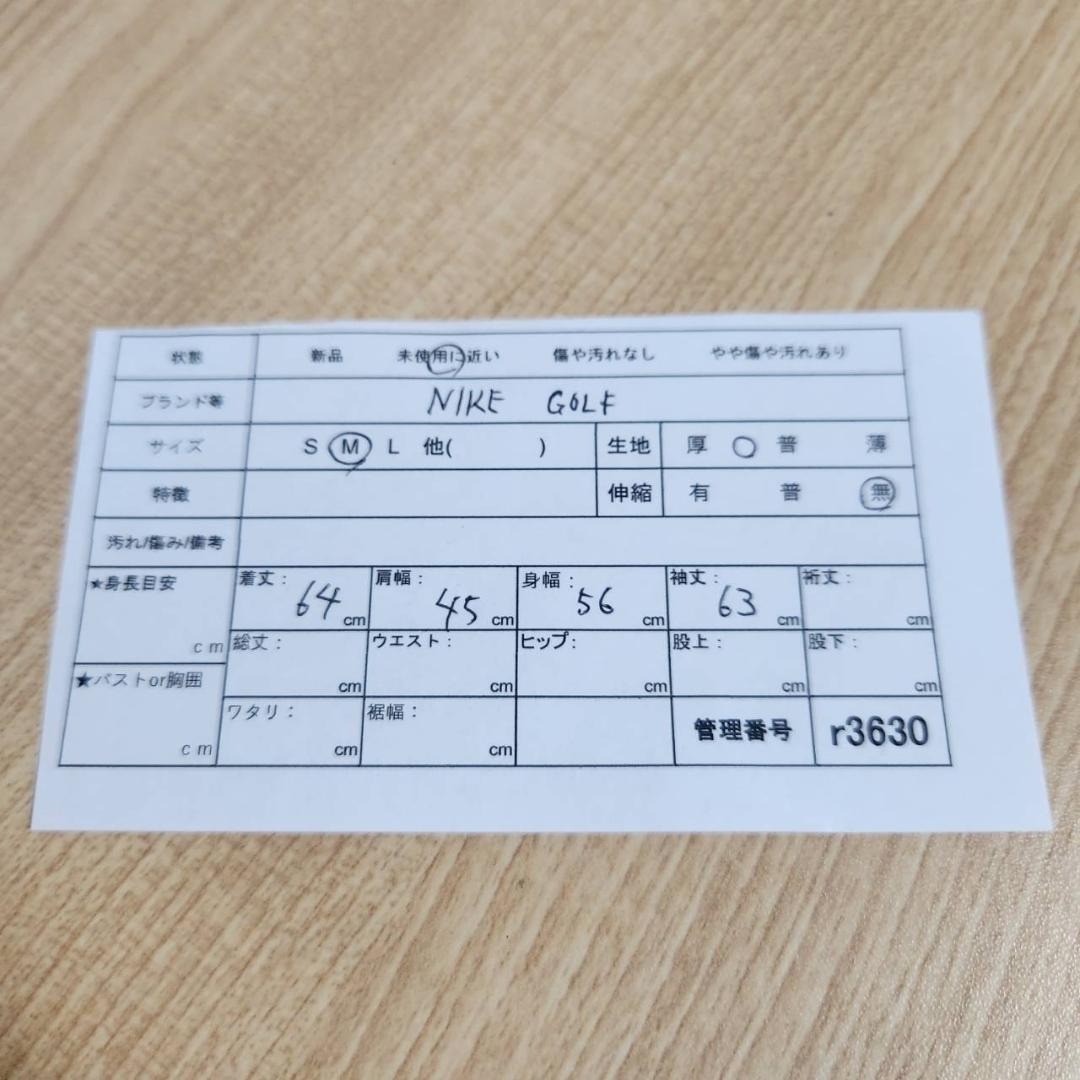 状態 新品 未使用に近い 傷や汚れなし やや傷や汚れあり
ブランド等 NIKE GOLF
サイズ S M L 他( ) 生地 厚 普 薄
特徴 伸縮 有 普 無
汚れ/傷み/備考
★身長目安 cm 着丈: 64 cm 肩幅: 45 cm 身幅: 56 cm 袖丈: 63 cm 裄丈: cm
総丈: cm ウエスト: cm ヒップ: cm 股上: cm 股下: cm
★バストor胸囲 cm ワタリ: cm 裾幅: cm 管理番号 r3630